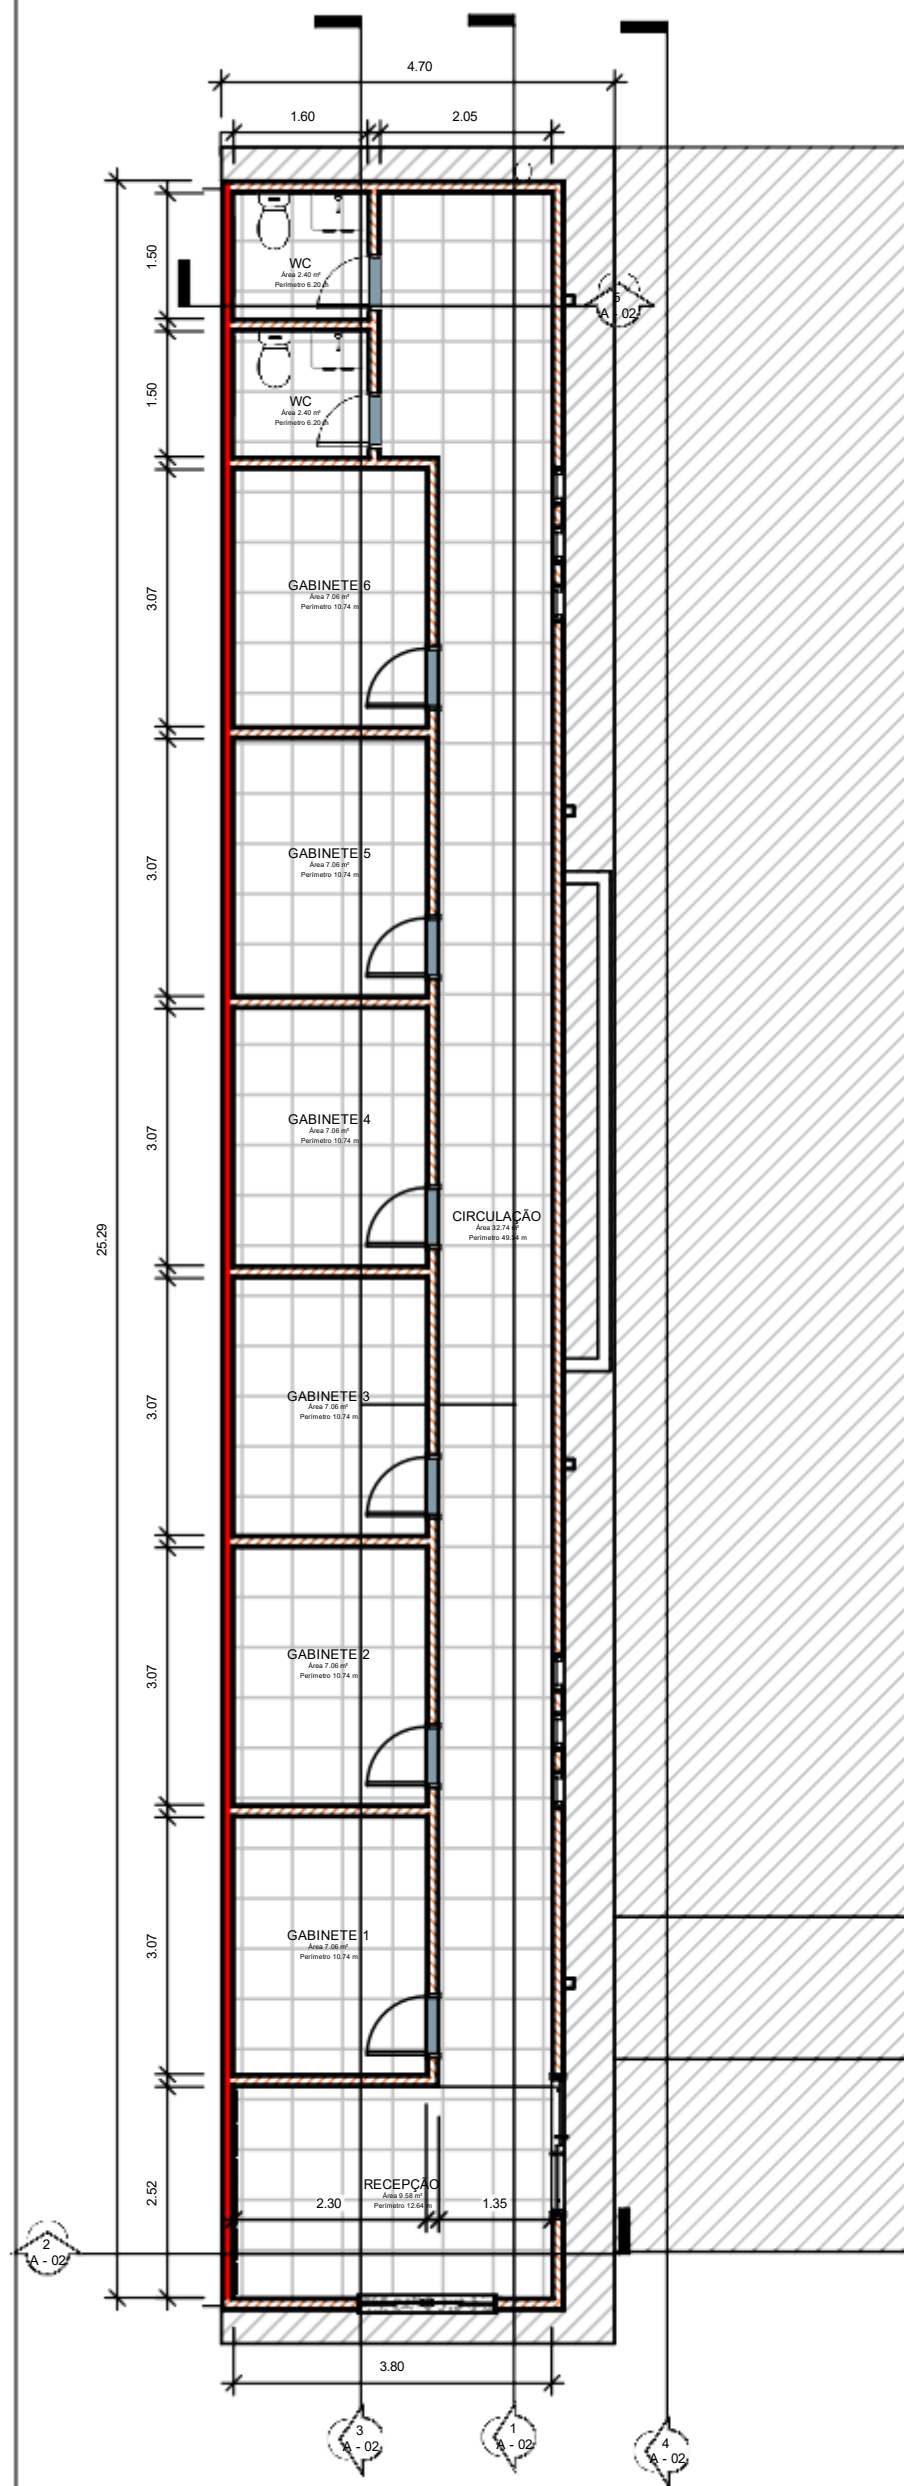 4.70
1.60
2.05
1.50
WC
Área 2.40 m²
Perímetro 6.20 m
5
A - 02
1.50
WC
Área 2.40 m²
Perímetro 6.20 m
3.07
GABINETE 6
Área 7.06 m²
Perímetro 10.74 m
3.07
GABINETE 5
Área 7.06 m²
Perímetro 10.74 m
3.07
GABINETE 4
Área 7.06 m²
Perímetro 10.74 m
25.29
CIRCULAÇÃO
Área 32.74 m²
Perímetro 49.34 m
3.07
GABINETE 3
Área 7.06 m²
Perímetro 10.74 m
3.07
GABINETE 2
Área 7.06 m²
Perímetro 10.74 m
3.07
GABINETE 1
Área 7.06 m²
Perímetro 10.74 m
2.52
RECEPÇÃO
Área 9.58 m²
Perímetro 12.64 m
2.30
1.35
2
A - 02
3.80
3
A - 02
1
A - 02
4
A - 02